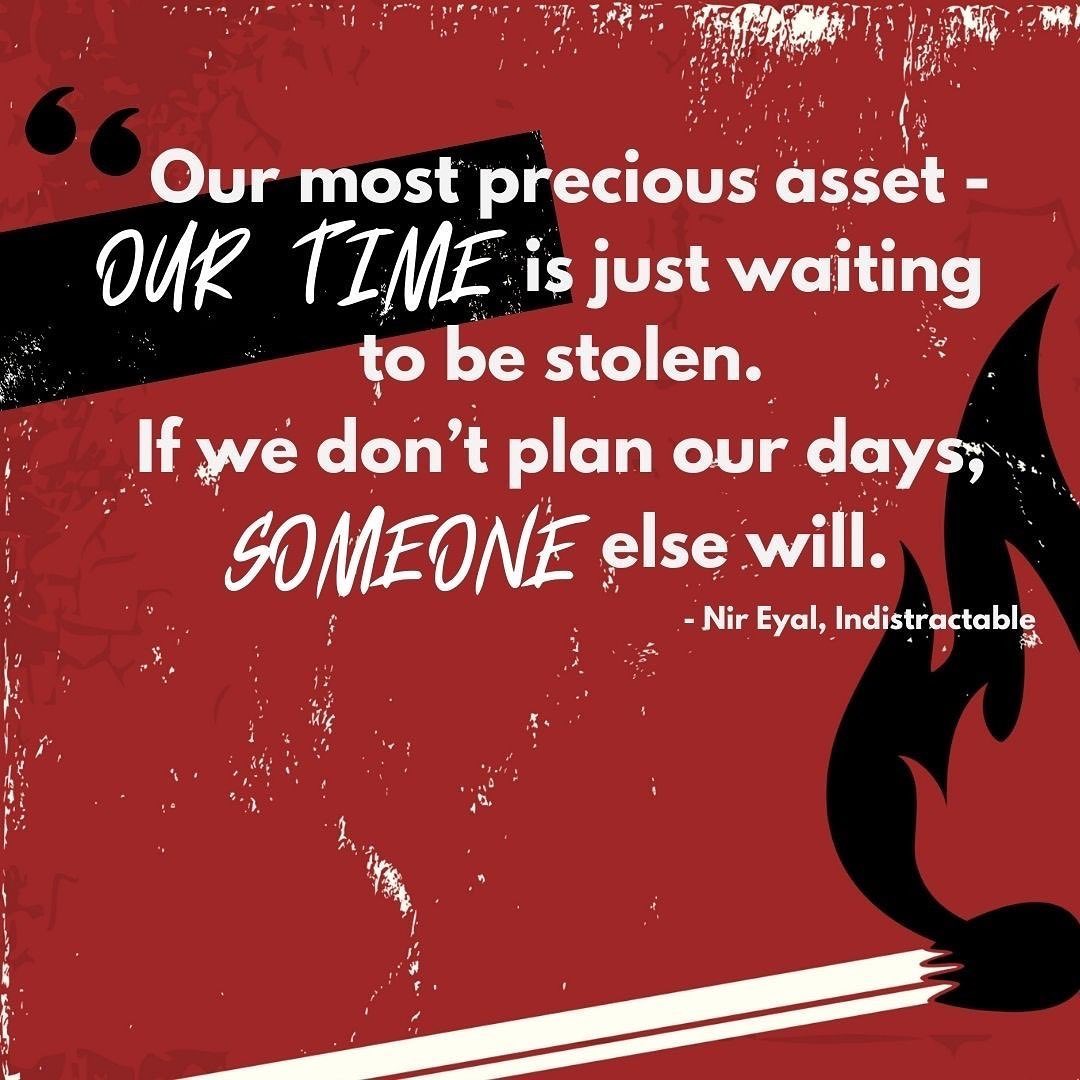 “Our most precious asset -
OUR TIME is just waiting
to be stolen.
If we don’t plan our days,
SOMEONE else will.
- Nir Eyal, Indistractable